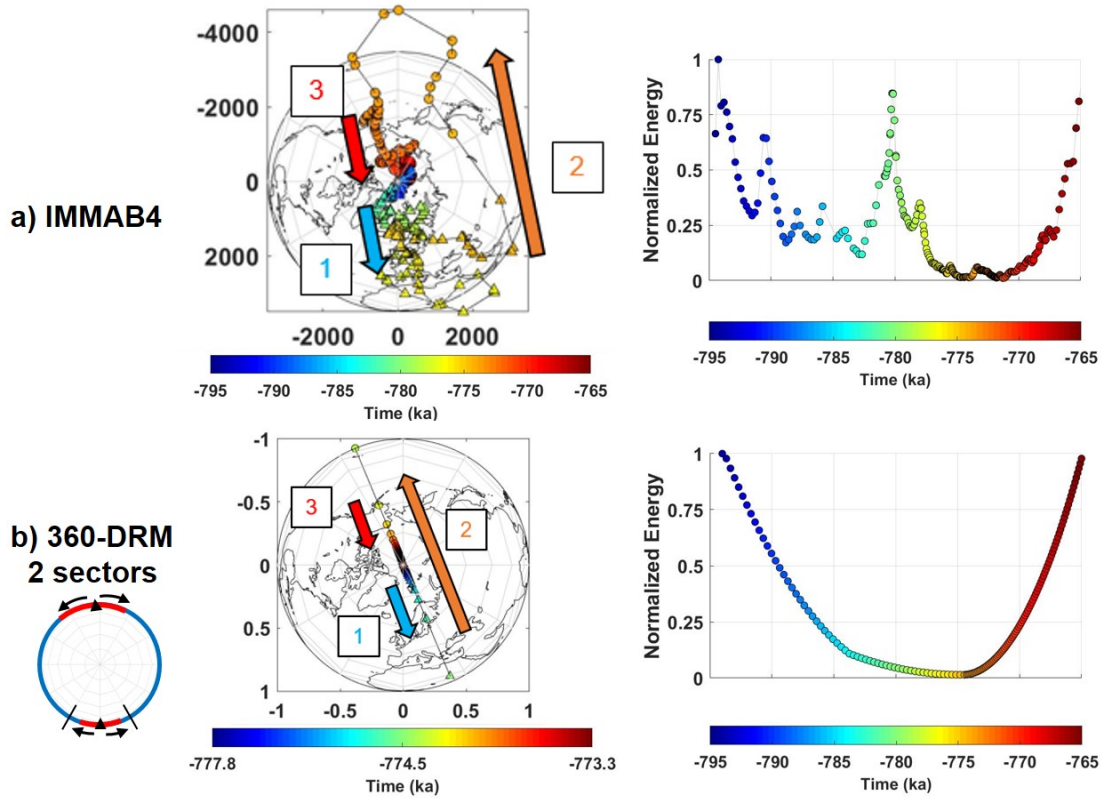 a) IMMAB4
-4000
-2000
0
2000
-2000 0 2000
3
2
1
-795 -790 -785 -780 -775 -770 -765
Time (ka)
Normalized Energy
1
0.75
0.5
0.25
0
-795 -790 -785 -780 -775 -770 -765
Time (ka)
b) 360-DRM
2 sectors
-1
-0.5
0
0.5
1
-1 -0.5 0 0.5 1
3
2
1
-777.8 -774.5 -773.3
Time (ka)
Normalized Energy
1
0.75
0.5
0.25
0
-795 -790 -785 -780 -775 -770 -765
Time (ka)